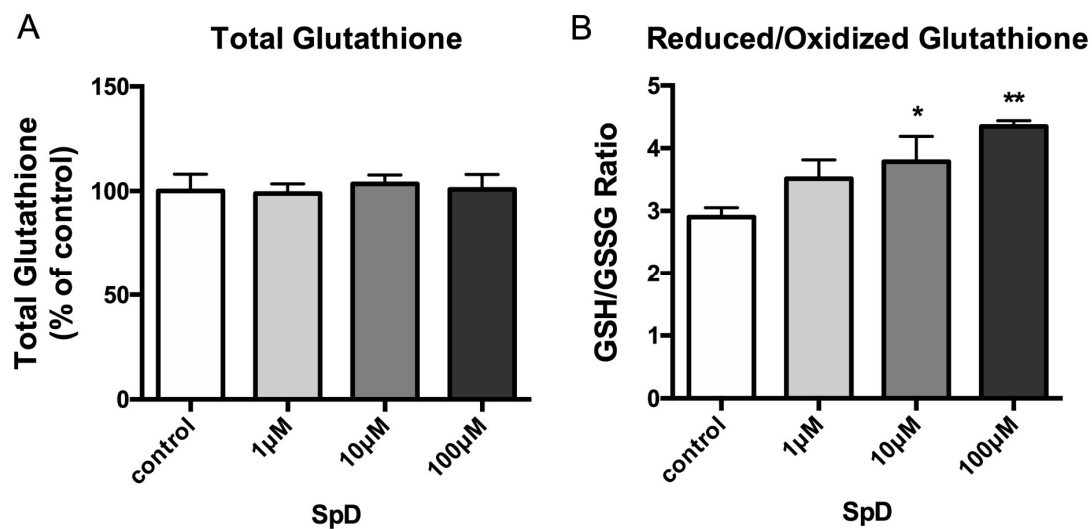 A
Total Glutathione
Total Glutathione
(% of control)
150
100
50
0
control
1µM
10µM
100µM
SpD
B
Reduced/Oxidized Glutathione
GSH/GSSG Ratio
5
4
3
2
1
0
*
**
control
1µM
10µM
100µM
SpD